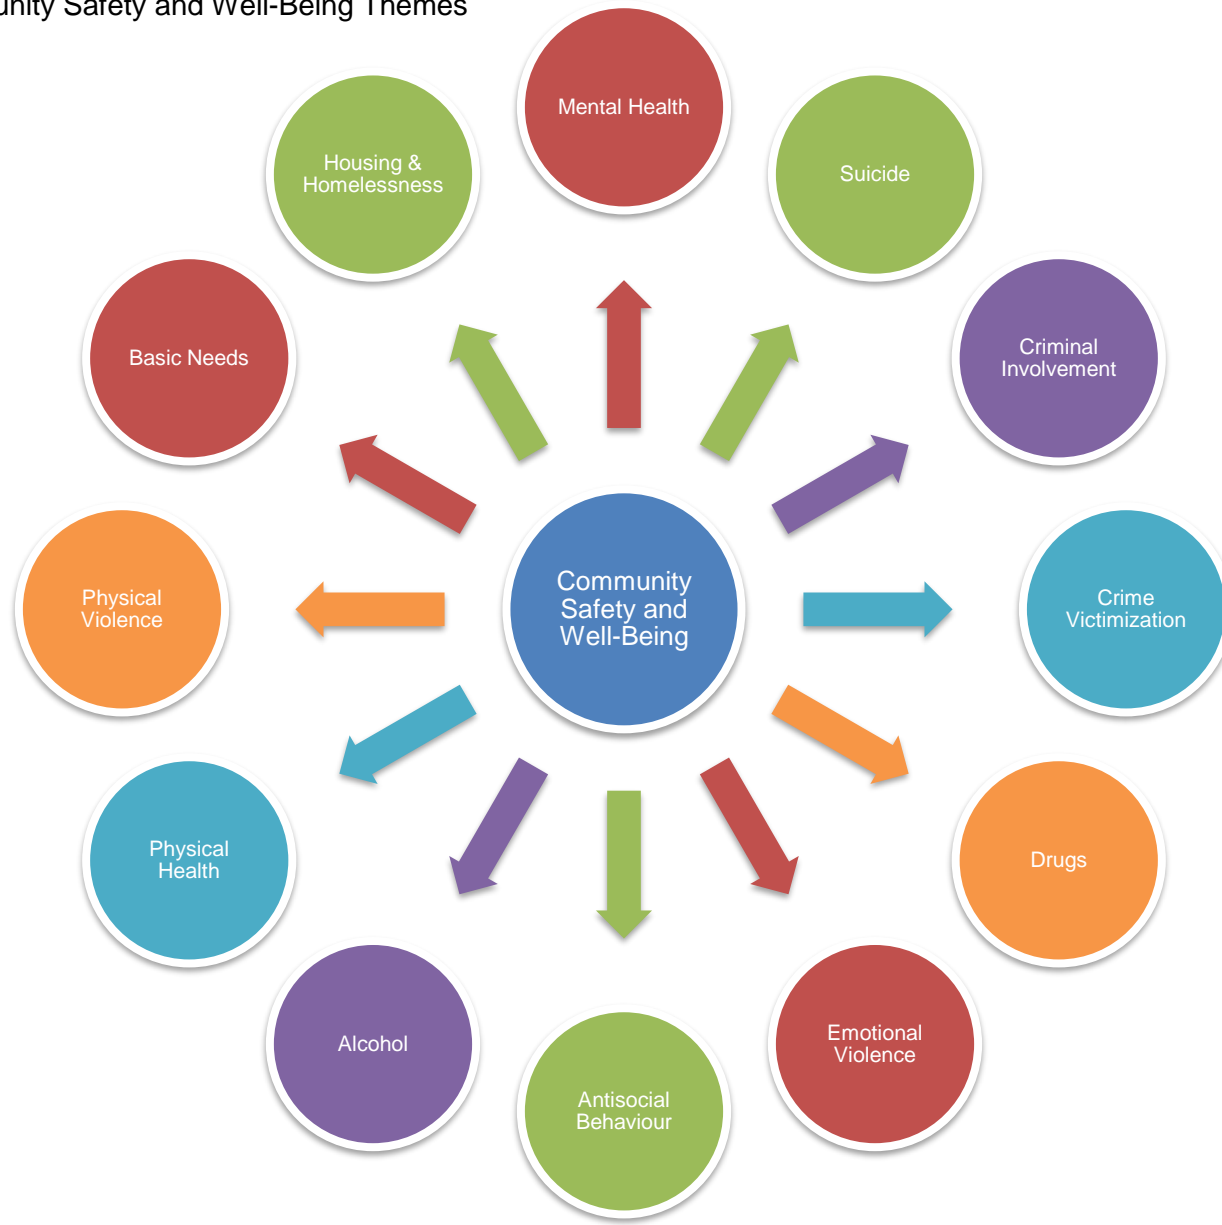 unity Safety and Well-Being Themes
Mental Health
Suicide
Housing &
Homelessness
Criminal
Involvement
Basic Needs
Community
Safety and
Well-Being
Physical
Violence
Crime
Victimization
Physical
Health
Drugs
Alcohol
Emotional
Violence
Antisocial
Behaviour